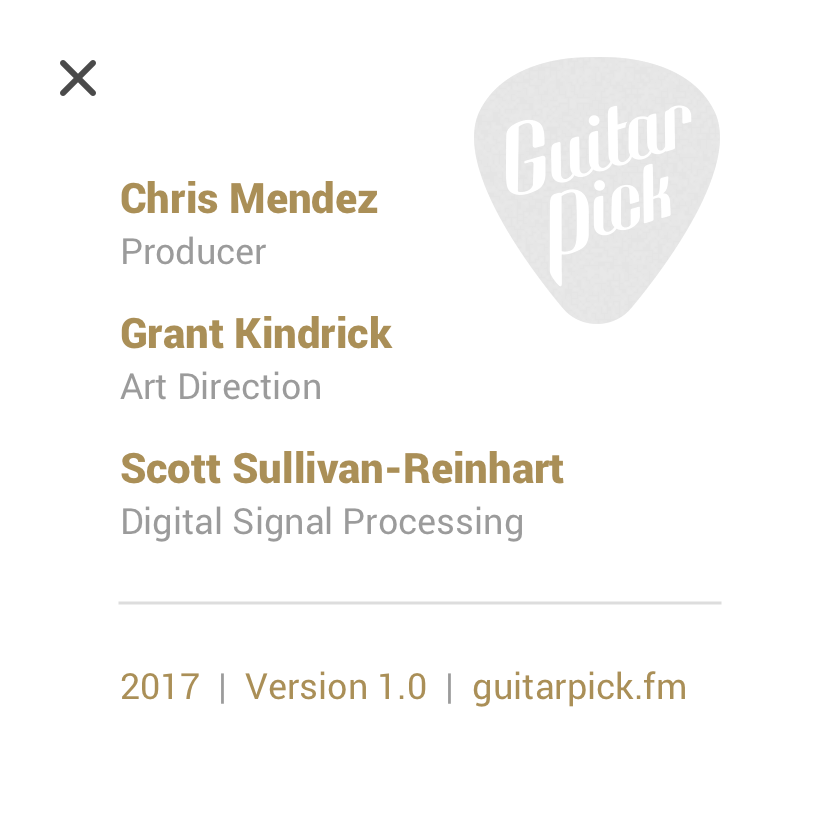 Guitar
Pick
Chris Mendez
Producer
Grant Kindrick
Art Direction
Scott Sullivan-Reinhart
Digital Signal Processing
2017 | Version 1.0 | guitarpick.fm